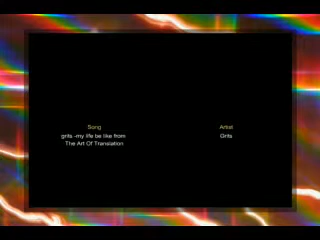 Song Artist
grits -my life be like from Grits
The Art Of Translation